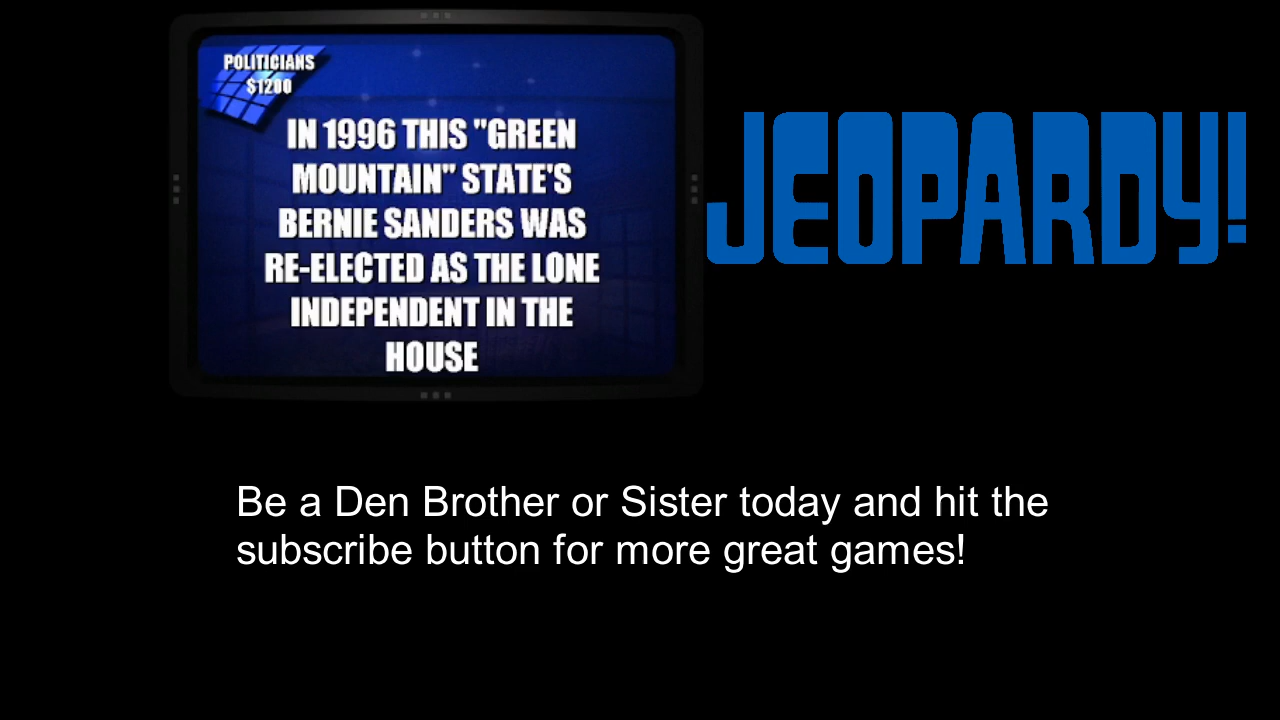 POLITICIANS
$1200
IN 1996 THIS "GREEN
MOUNTAIN" STATE'S
BERNIE SANDERS WAS
RE-ELECTED AS THE LONE
INDEPENDENT IN THE
HOUSE
JEOPARDY!
Be a Den Brother or Sister today and hit the
subscribe button for more great games!